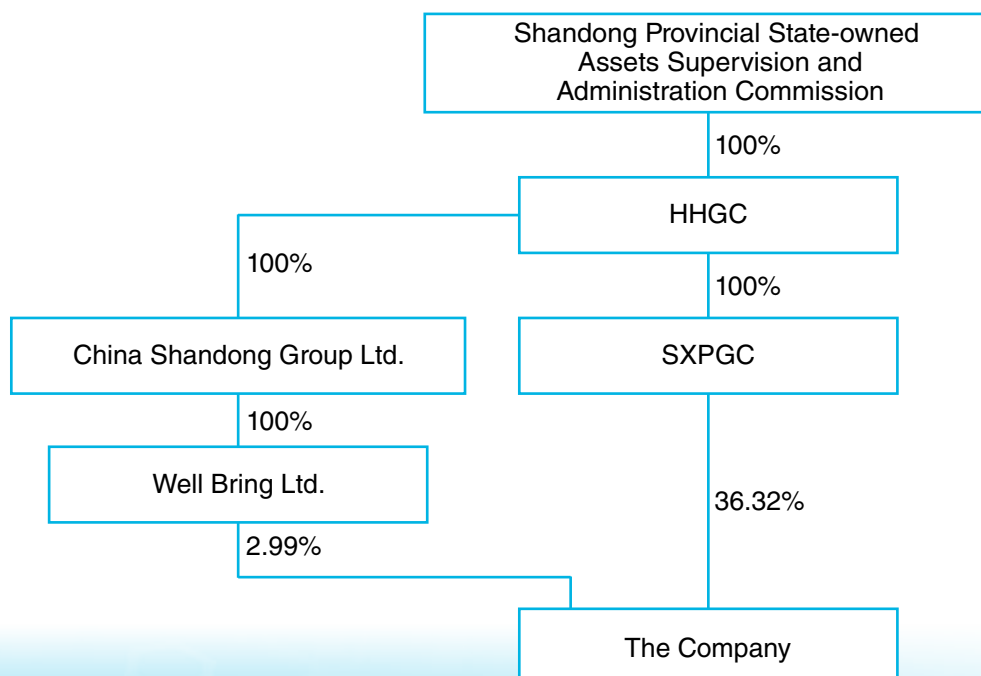 Shandong Provincial State-owned
Assets Supervision and
Administration Commission
100%
HHGC
100%
100%
China Shandong Group Ltd.
SXPGC
100%
Well Bring Ltd.
36.32%
2.99%
The Company